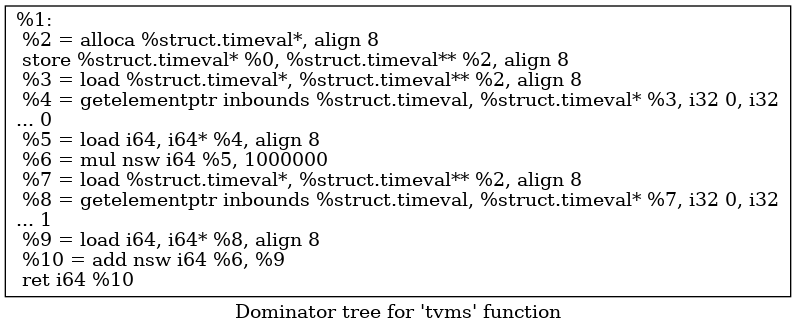 %1:
%2 = alloca %struct.timeval*, align 8
store %struct.timeval* %0, %struct.timeval** %2, align 8
%3 = load %struct.timeval*, %struct.timeval** %2, align 8
%4 = getelementptr inbounds %struct.timeval, %struct.timeval* %3, i32 0, i32
... 0
%5 = load i64, i64* %4, align 8
%6 = mul nsw i64 %5, 1000000
%7 = load %struct.timeval*, %struct.timeval** %2, align 8
%8 = getelementptr inbounds %struct.timeval, %struct.timeval* %7, i32 0, i32
... 1
%9 = load i64, i64* %8, align 8
%10 = add nsw i64 %6, %9
ret i64 %10
Dominator tree for 'tvms' function